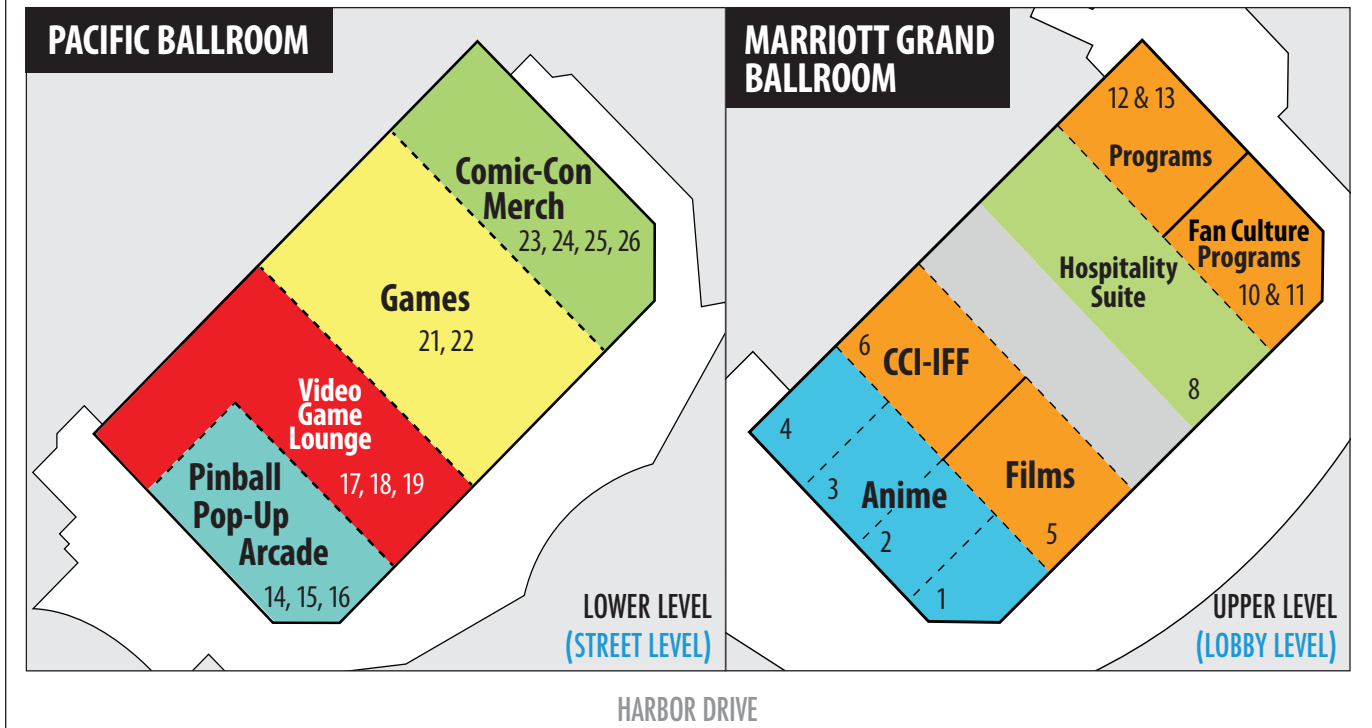 PACIFIC BALLROOM
Comic-Con
Merch
23, 24, 25, 26
Games
21, 22
Video
Game
Lounge
17, 18, 19
Pinball
Pop-Up
Arcade
14, 15, 16
LOWER LEVEL
(STREET LEVEL)
MARRIOTT GRAND
BALLROOM
12 & 13
Programs
Fan Culture
Programs
10 & 11
Hospitality
Suite
8
6
CCI-IFF
Films
5
4
3
Anime
2
1
UPPER LEVEL
(LOBBY LEVEL)
HARBOR DRIVE